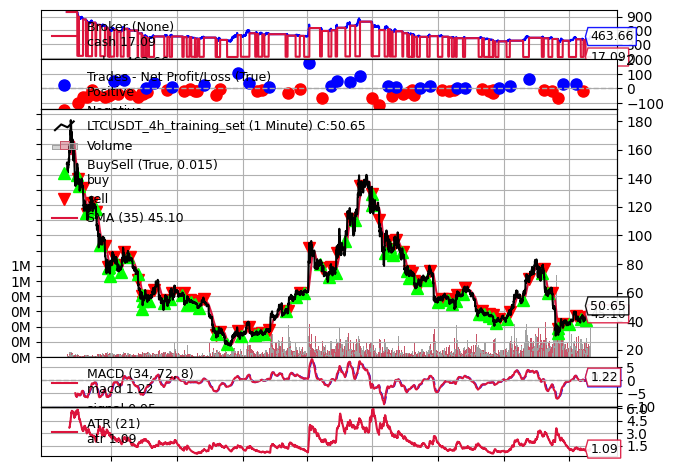 Broker (None)
cash 17.09
900
463.66
17.09
200
Trades - Net Profit/Loss (True)
Positive
100
0
−100
LTCUSDT_4h_training_set (1 Minute) C:50.65
Volume
BuySell (True, 0.015)
buy
sell
SMA (35) 45.10
180
160
140
120
100
80
60
50.65
40
20
1M
1M
0M
0M
0M
0M
0M
MACD (34, 72, 8)
macd 1.22
5
1.22
−5
−10
ATR (21)
atr 1.09
6.0
4.5
3.0
1.5
1.09